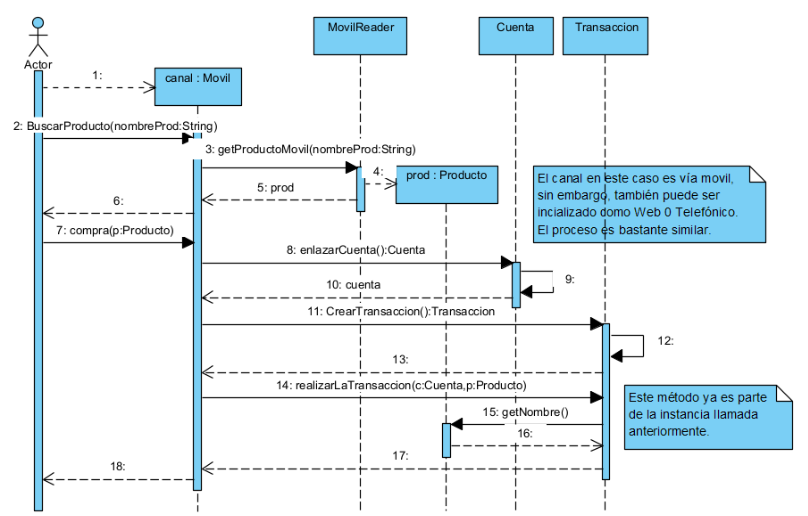 MovilReader
Cuenta
Transaccion
Actor
1:
canal : Movil
2: BuscarProducto(nombreProd:String)
3: getProductoMovil(nombreProd:String)
4:
prod : Producto
5: prod
6:
El canal en este caso es vía movil,
sin embargo, también puede ser
incializado como Web 0 Telefónico.
El proceso es bastante similar.
7: compra(p:Producto)
8: enlazarCuenta():Cuenta
9:
10: cuenta
11: CrearTransaccion():Transaccion
12:
13:
14: realizarLaTransaccion(c:Cuenta,p:Producto)
Este método ya es parte
de la instancia llamada
anteriormente.
15: getNombre()
16:
17:
18: